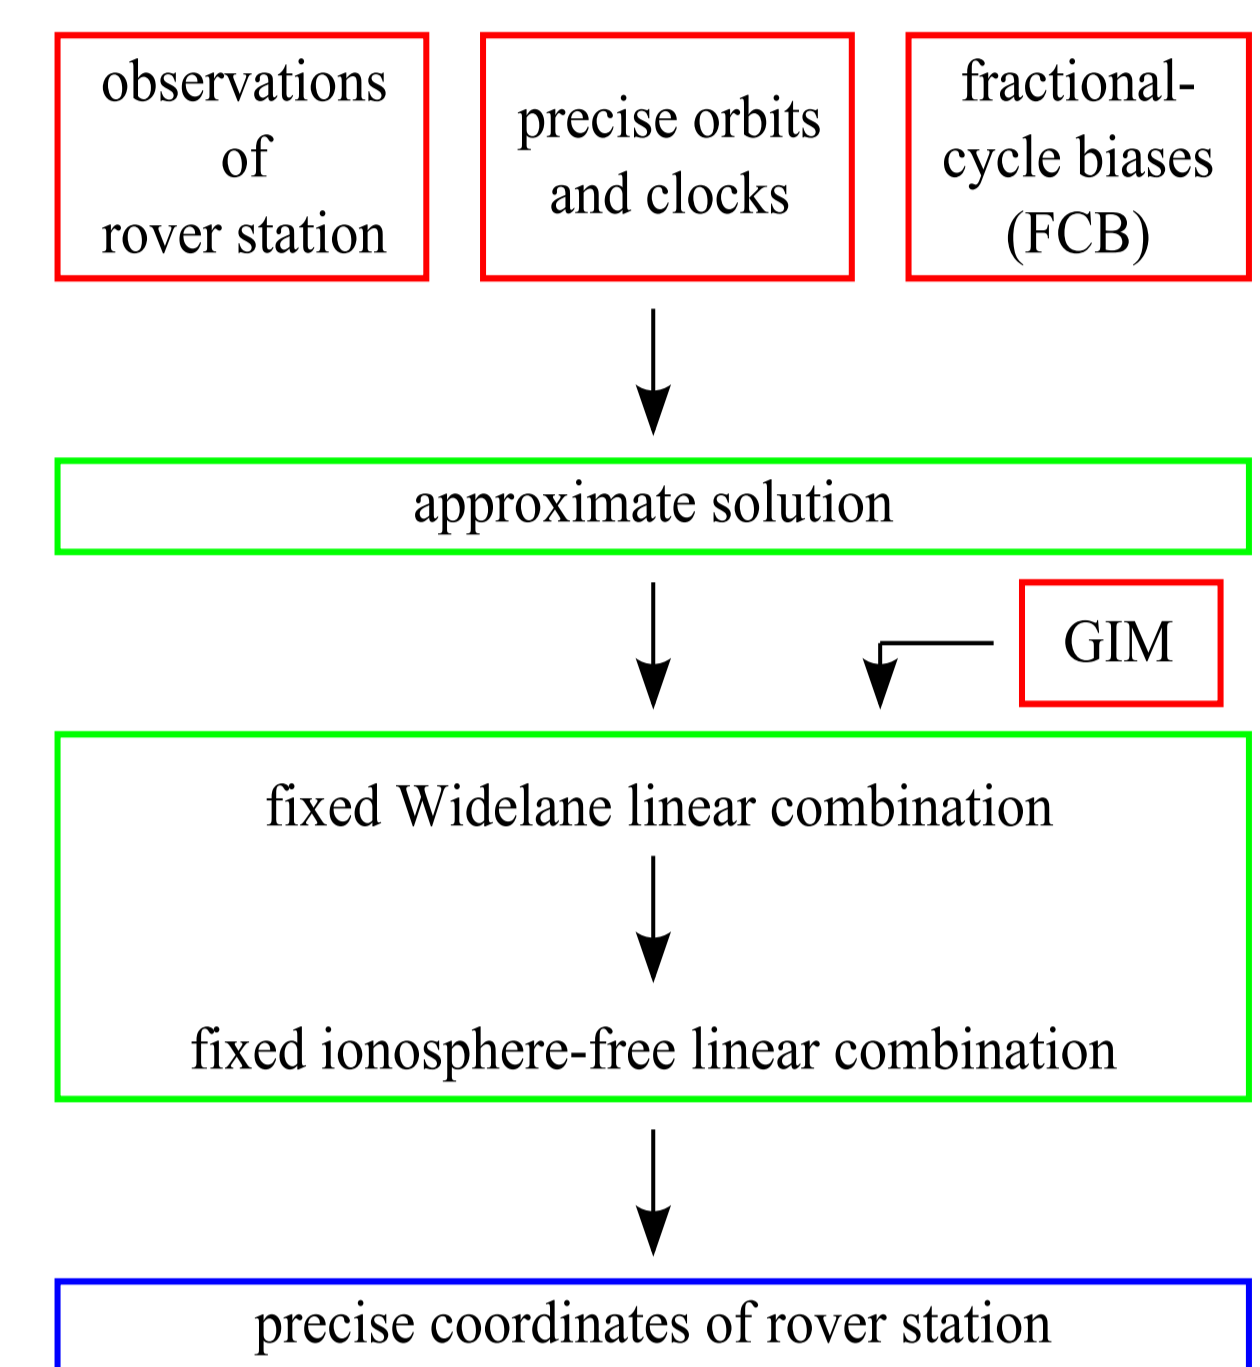 observations
of
rover station
precise orbits
and clocks
fractional-
cycle biases
(FCB)
approximate solution
GIM
fixed Widelane linear combination
fixed ionosphere-free linear combination
precise coordinates of rover station